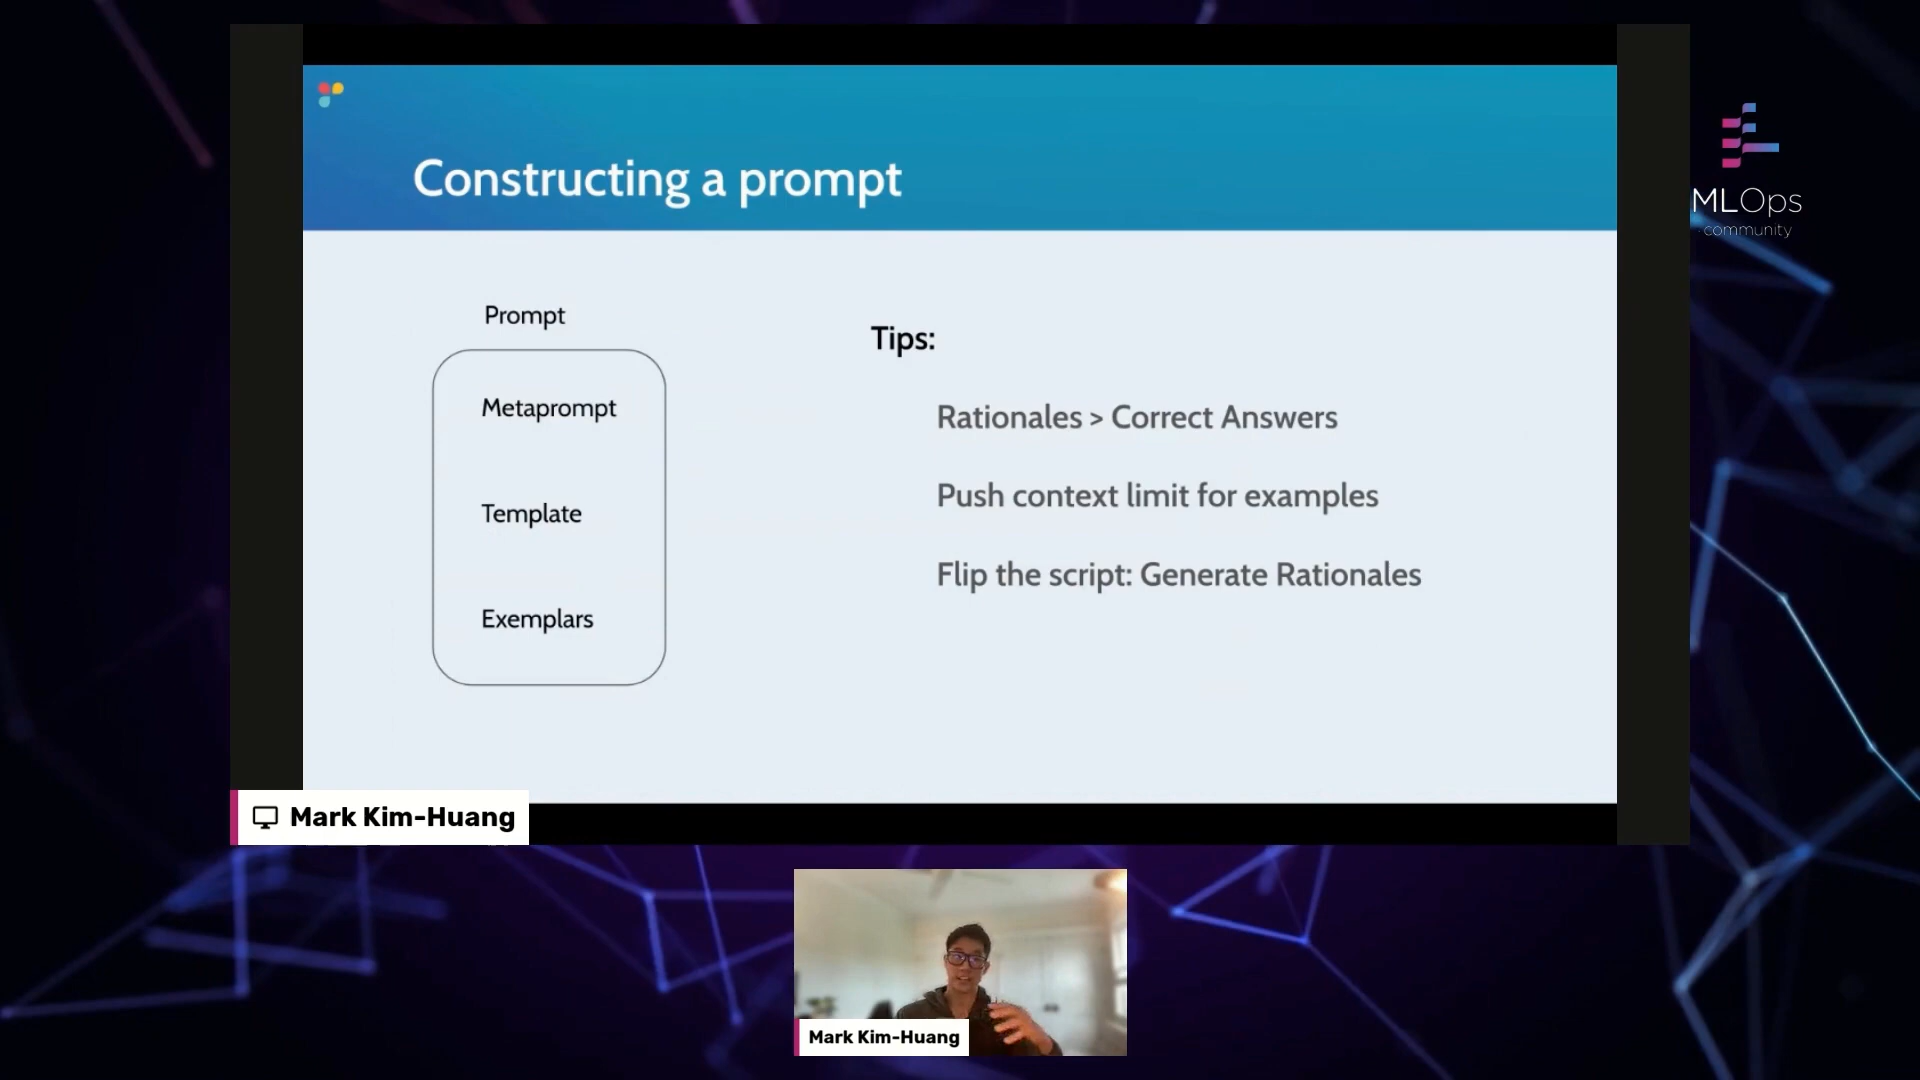 Constructing a prompt
Prompt
Metaprompt
Template
Exemplars
Tips:
Rationales > Correct Answers
Push context limit for examples
Flip the script: Generate Rationales
MLOps
community
Mark Kim-Huang
Mark Kim-Huang